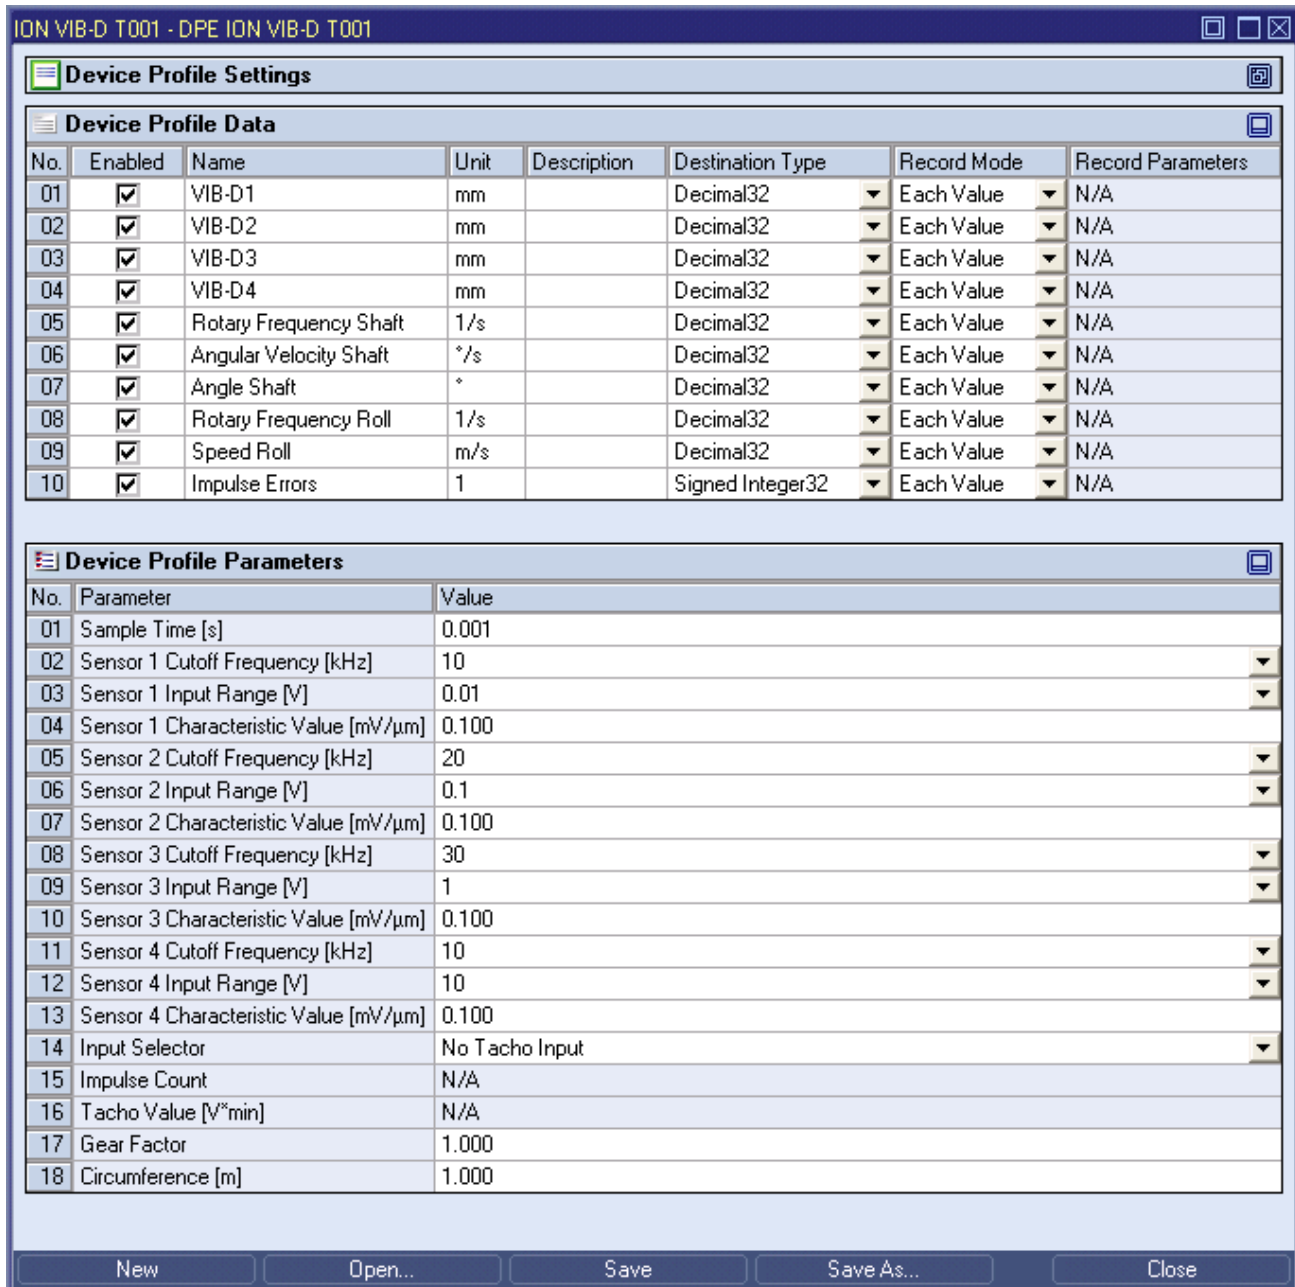 ION VIB-D T001 - DPE ION VIB-D T001
Device Profile Settings
Device Profile Data
No. Enabled Name Unit Description Destination Type Record Mode Record Parameters
01 VIB-D1 mm Decimal32 Each Value N/A
02 VIB-D2 mm Decimal32 Each Value N/A
03 VIB-D3 mm Decimal32 Each Value N/A
04 VIB-D4 mm Decimal32 Each Value N/A
05 Rotary Frequency Shaft 1/s Decimal32 Each Value N/A
06 Angular Velocity Shaft °/s Decimal32 Each Value N/A
07 Angle Shaft ° Decimal32 Each Value N/A
08 Rotary Frequency Roll 1/s Decimal32 Each Value N/A
09 Speed Roll m/s Decimal32 Each Value N/A
10 Impulse Errors 1 Signed Integer32 Each Value N/A
Device Profile Parameters
No. Parameter Value
01 Sample Time [s] 0.001
02 Sensor 1 Cutoff Frequency [kHz] 10
03 Sensor 1 Input Range [V] 0.01
04 Sensor 1 Characteristic Value [mV/μm] 0.100
05 Sensor 2 Cutoff Frequency [kHz] 20
06 Sensor 2 Input Range [V] 0.1
07 Sensor 2 Characteristic Value [mV/μm] 0.100
08 Sensor 3 Cutoff Frequency [kHz] 30
09 Sensor 3 Input Range [V] 1
10 Sensor 3 Characteristic Value [mV/μm] 0.100
11 Sensor 4 Cutoff Frequency [kHz] 10
12 Sensor 4 Input Range [V] 10
13 Sensor 4 Characteristic Value [mV/μm] 0.100
14 Input Selector No Tacho Input
15 Impulse Count N/A
16 Tacho Value [V*min] N/A
17 Gear Factor 1.000
18 Circumference [m] 1.000
New Open... Save Save As... Close